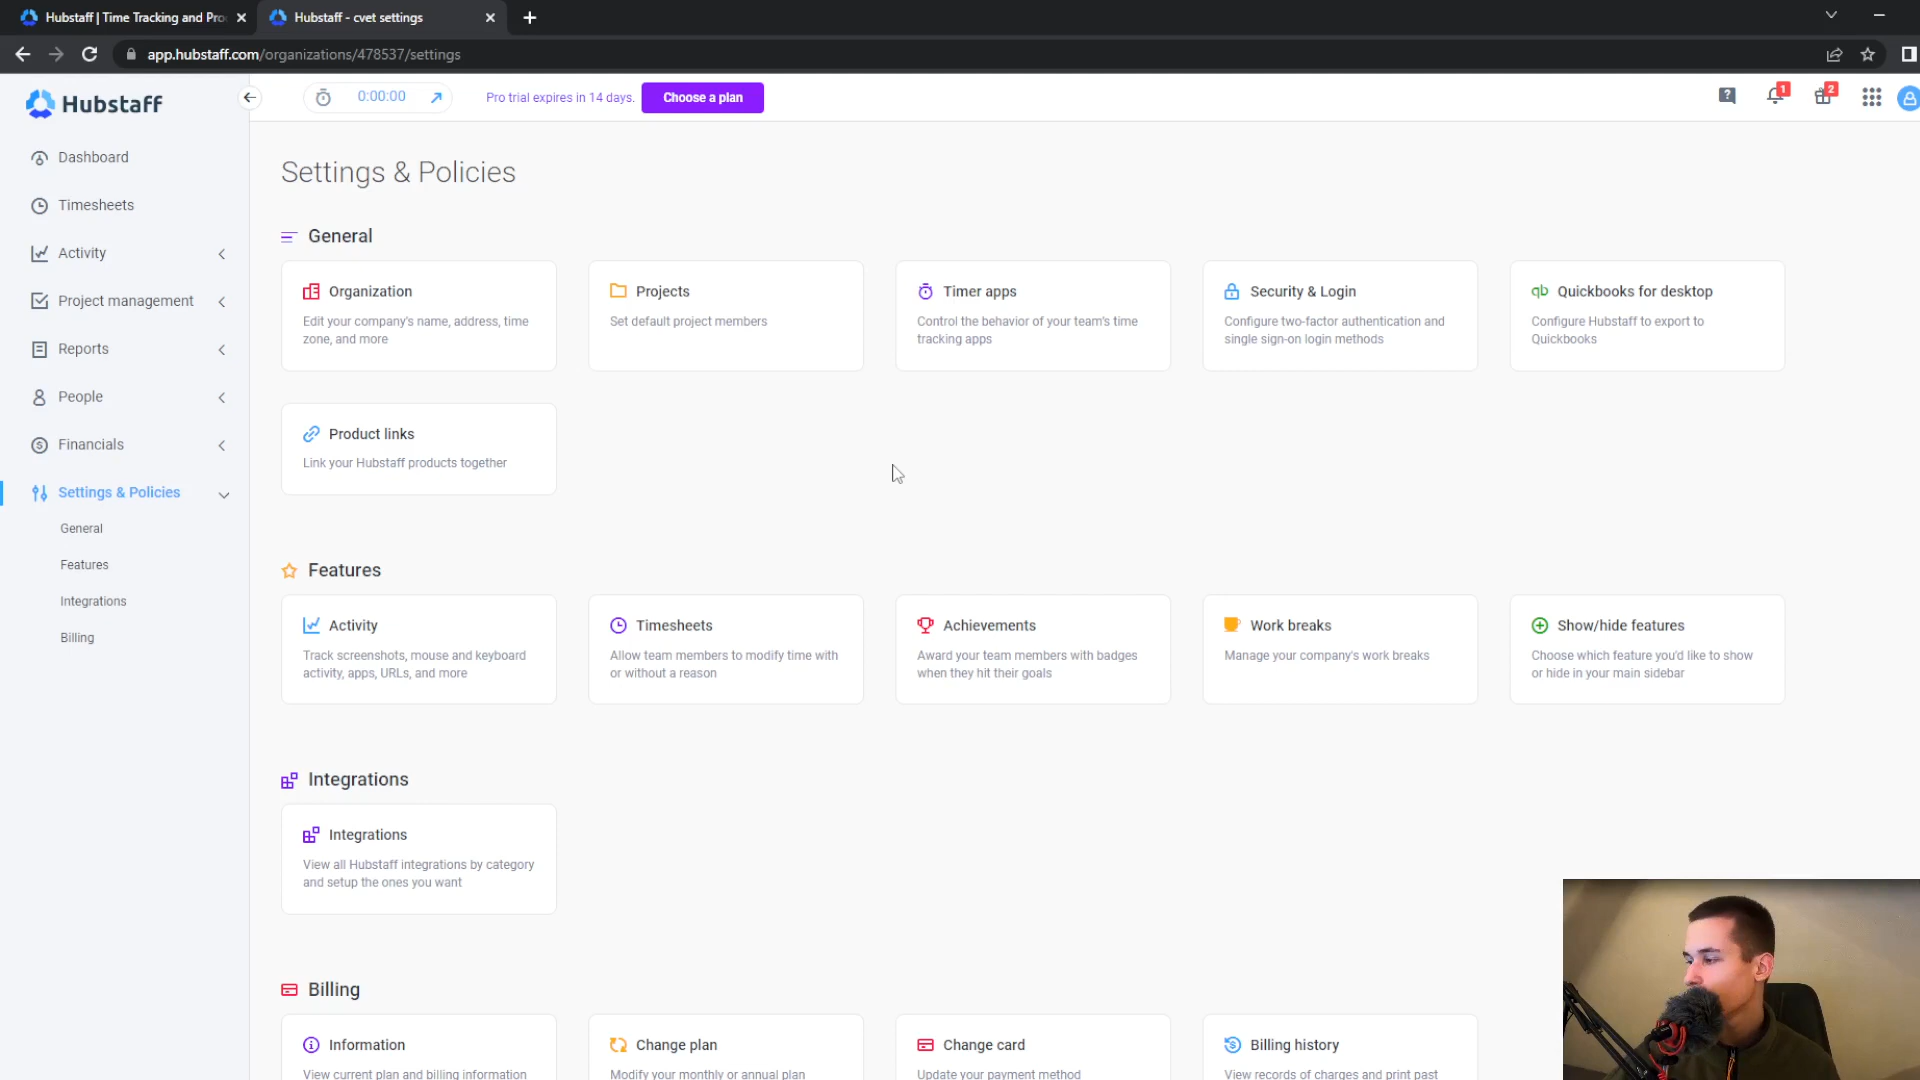 Hubstaff | Time Tracking and Pro
Hubstaff - cvet settings
app.hubstaff.com/organizations/478537/settings
Hubstaff
0:00:00
Pro trial expires in 14 days.
Choose a plan
?
1
2
Dashboard
Timesheets
Activity
Project management
Reports
People
Financials
Settings & Policies
General
Features
Integrations
Billing
Settings & Policies
General
Organization
Edit your company's name, address, time
zone, and more
Projects
Set default project members
Timer apps
Control the behavior of your team's time
tracking apps
Security & Login
Configure two-factor authentication and
single sign-on login methods
qb
Quickbooks for desktop
Configure Hubstaff to export to
Quickbooks
Product links
Link your Hubstaff products together
Features
Activity
Track screenshots, mouse and keyboard
activity, apps, URLs, and more
Timesheets
Allow team members to modify time with
or without a reason
Achievements
Award your team members with badges
when they hit their goals
Work breaks
Manage your company's work breaks
Show/hide features
Choose which feature you'd like to show
or hide in your main sidebar
Integrations
Integrations
View all Hubstaff integrations by category
and setup the ones you want
Billing
Information
View current plan and billing information
Change plan
Modify your monthly or annual plan
Change card
Update your payment method
Billing history
View records of charges and print past